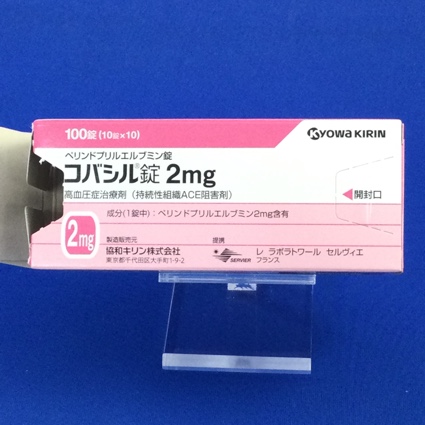 100錠(10錠×10)
KYOWA KIRIN
ペリンドプリルエルブミン錠
コバシル®錠 2mg
高血圧症治療剤(持続性組織ACE阻害剤)
◀開封口
成分(1錠中):ペリンドプリルエルブミン2mg含有
2mg
製造販売元
協和キリン株式会社
東京都千代田区大手町1-9-2
提携
SERVIER
レ ラボラトワール セルヴィエ
フランス